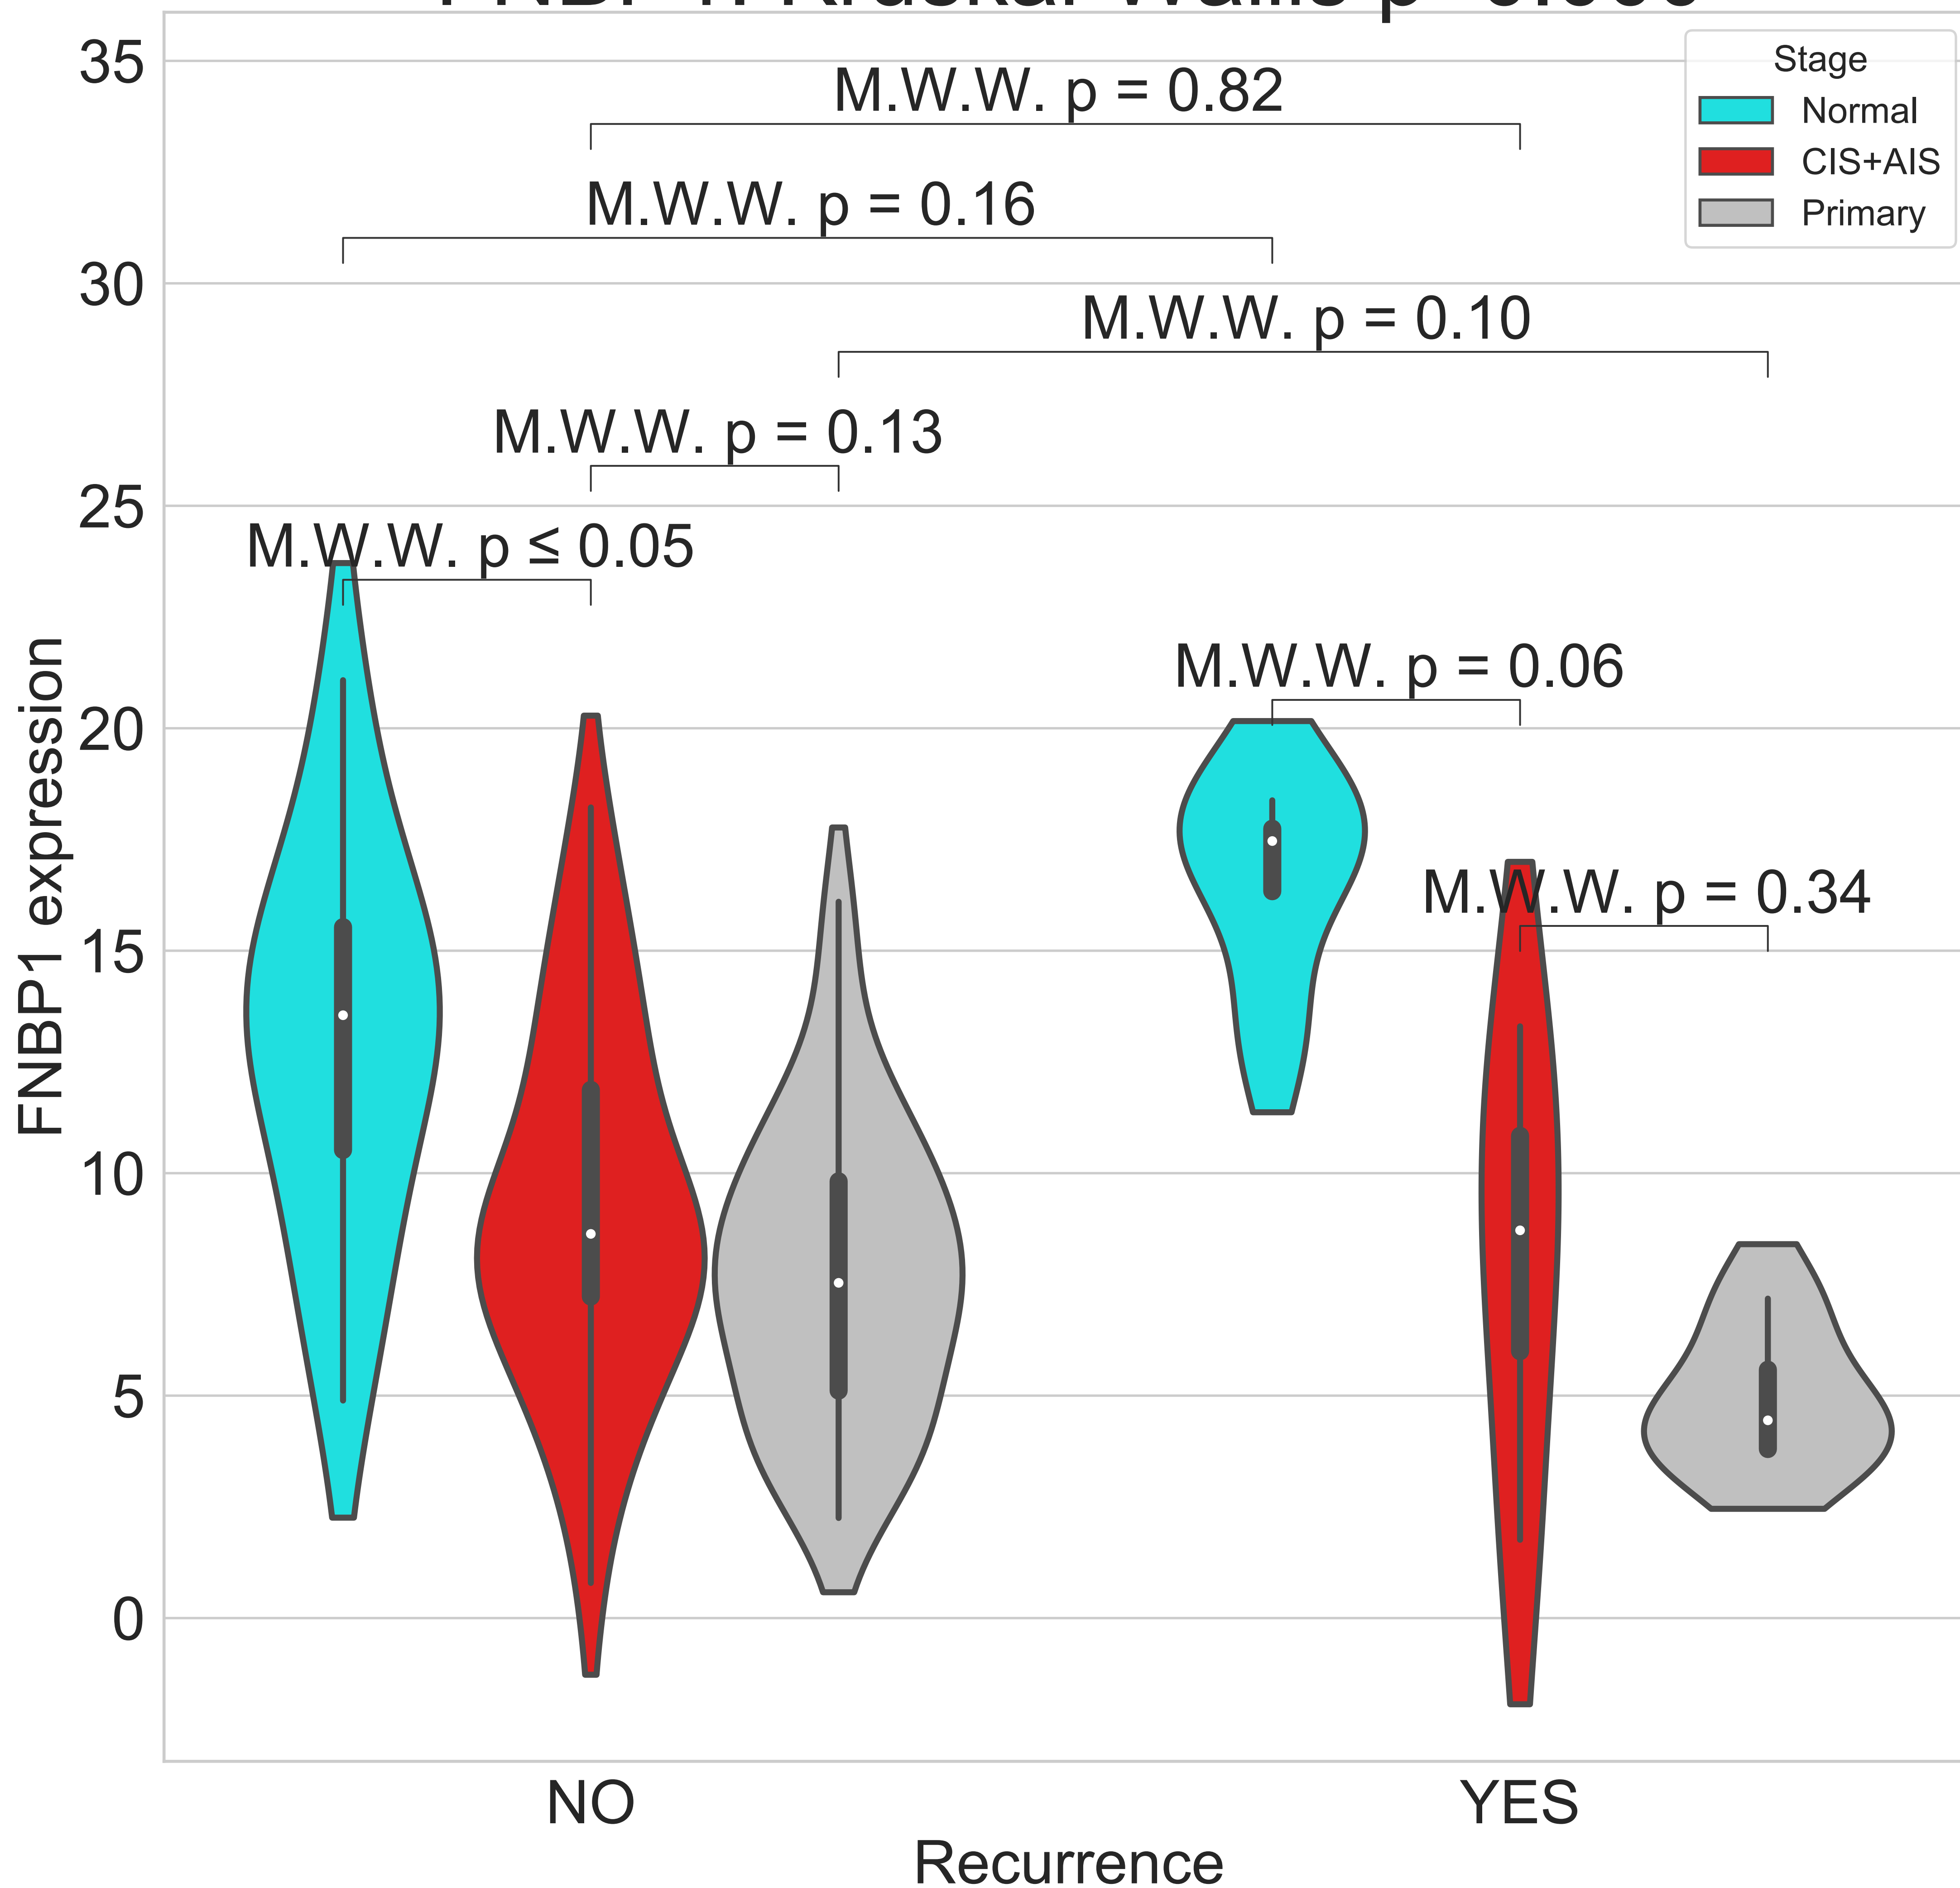 35
30
25
20
15
10
5
0
FNBP1 expression
M.W.W. p = 0.82
M.W.W. p = 0.16
M.W.W. p = 0.10
M.W.W. p = 0.13
M.W.W. p ≤ 0.05
M.W.W. p = 0.06
M.W.W. p = 0.34
Stage
Normal
CIS+AIS
Primary
NO
YES
Recurrence